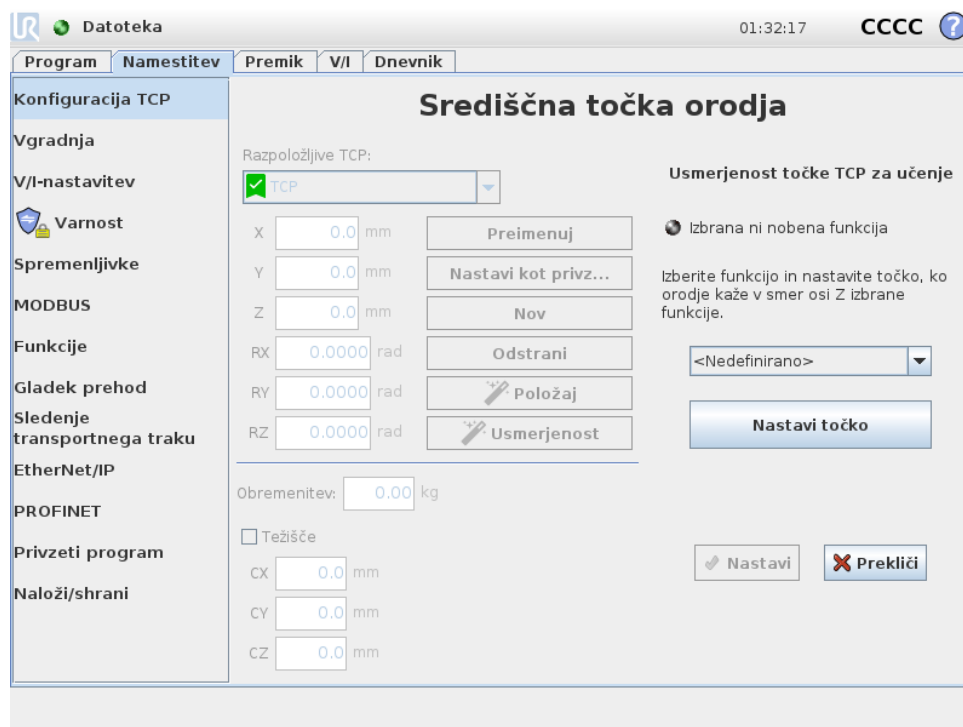 UR Datoteka 01:32:17 CCCC ?
Program Namestitev Premik V/I Dnevnik
Konfiguracija TCP
Vgradnja
V/I-nastavitev
Varnost
Spremenljivke
MODBUS
Funkcije
Gladek prehod
Sledenje
transportnega traku
EtherNet/IP
PROFINET
Privzeti program
Naloži/shrani
Središčna točka orodja
Razpoložljive TCP:
TCP
X 0.0 mm Preimenuj
Y 0.0 mm Nastavi kot privz...
Z 0.0 mm Nov
RX 0.0000 rad Odstrani
RY 0.0000 rad Položaj
RZ 0.0000 rad Usmerjenost
Obremenitev: 0.00 kg
Težišče
CX 0.0 mm
CY 0.0 mm
CZ 0.0 mm
Usmerjenost točke TCP za učenje
Izbrana ni nobena funkcija
Izberite funkcijo in nastavite točko, ko
orodje kaže v smer osi Z izbrane
funkcije.
<Nedefinirano>
Nastavi točko
Nastavi Prekliči